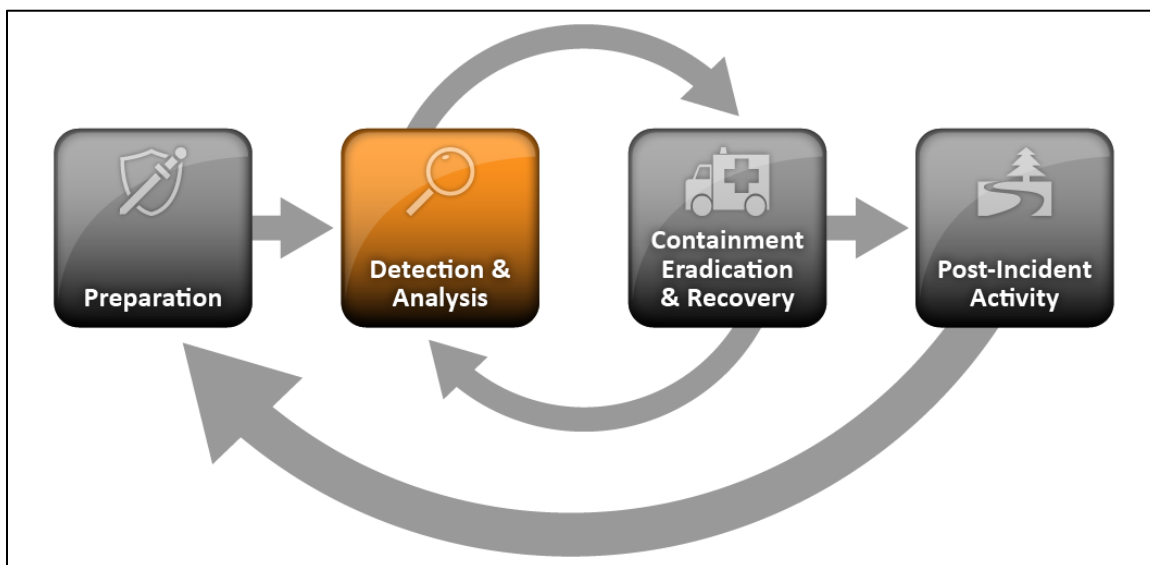 Preparation
Detection &
Analysis
Containment
Eradication
& Recovery
Post-Incident
Activity